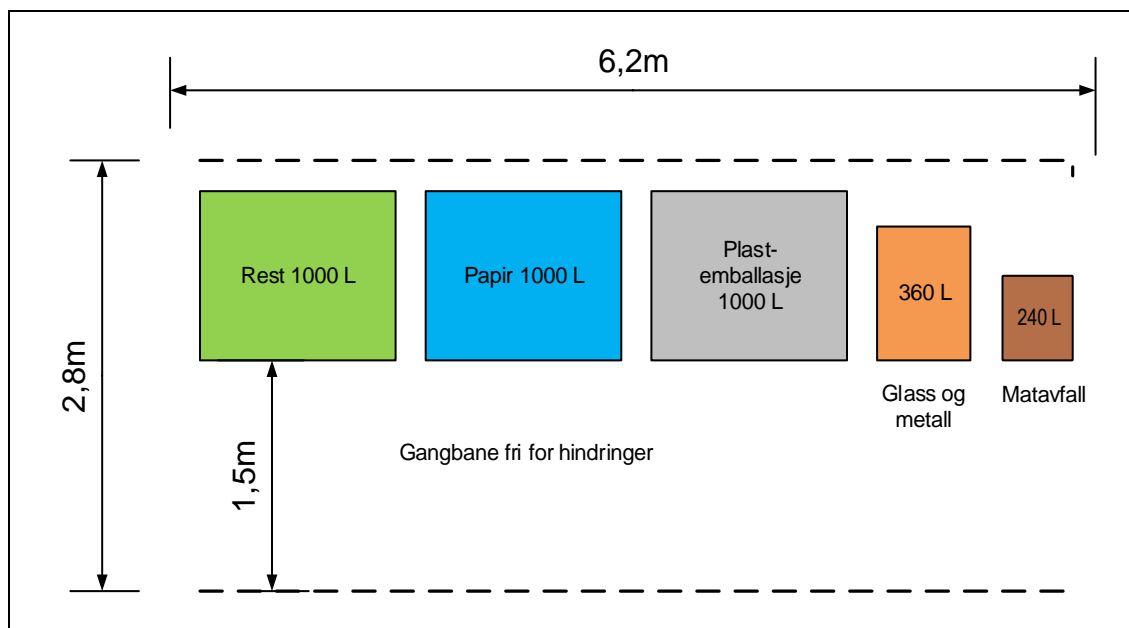 6,2m
2,8m
Rest 1000 L
Papir 1000 L
Plast-
emballasje
1000 L
360 L
240 L
Glass og
metall
Matavfall
1,5m
Gangbane fri for hindringer